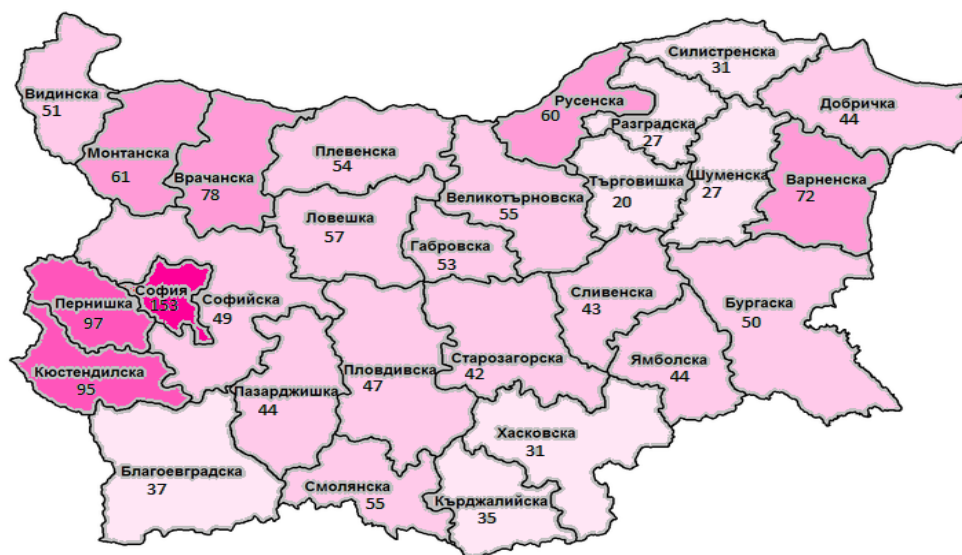 Силистренска
31
Видинска
51
Русенска
60
Добричка
44
Разградска
27
Монтанска
61
Врачанска
78
Плевенска
54
Търговишка
20
Шуменска
27
Варненска
72
Великотърновска
55
Ловешка
57
Габровска
53
София
153
Пернишка
97
Софийска
49
Сливенска
43
Бургаска
50
Кюстендилска
95
Пазарджишка
44
Пловдивска
47
Старозагорска
42
Ямболска
44
Хасковска
31
Благоевградска
37
Смолянска
55
Кърджалийска
35